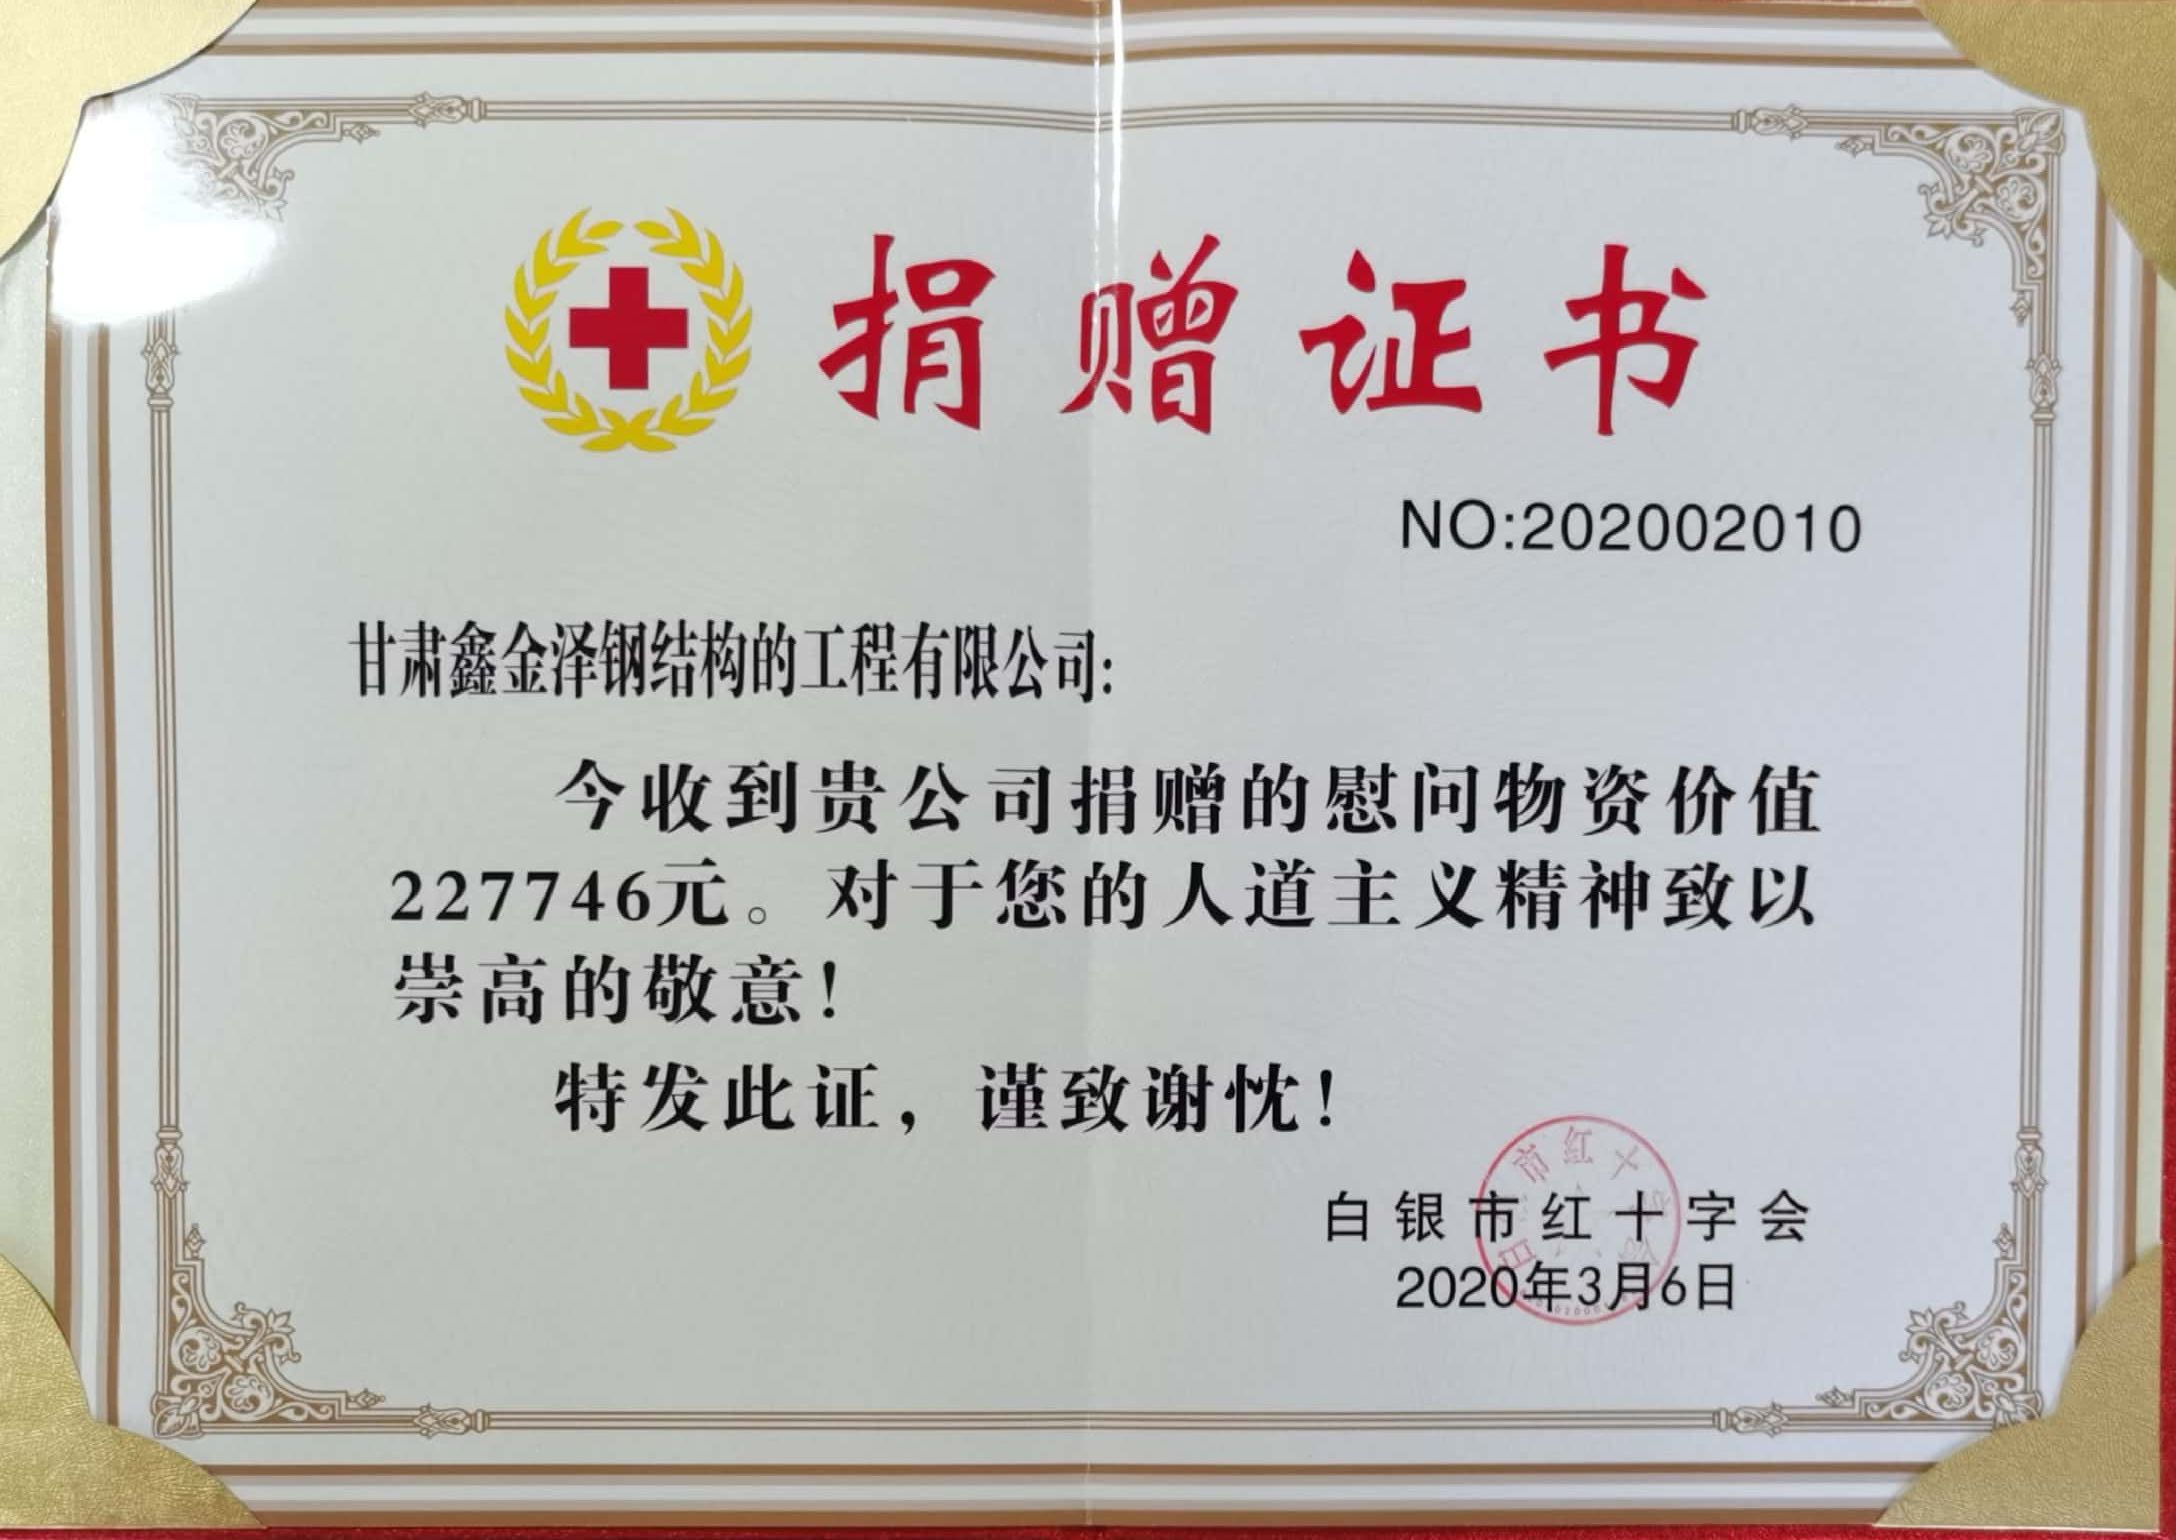 捐赠证书
NO:202002010
甘肃鑫金泽钢结构的工程有限公司:
今收到贵公司捐赠的慰问物资价值
227746元。对于您的人道主义精神致以
崇高的敬意!
特发此证，谨致谢忱!
白银市红十字会
2020年3月6日